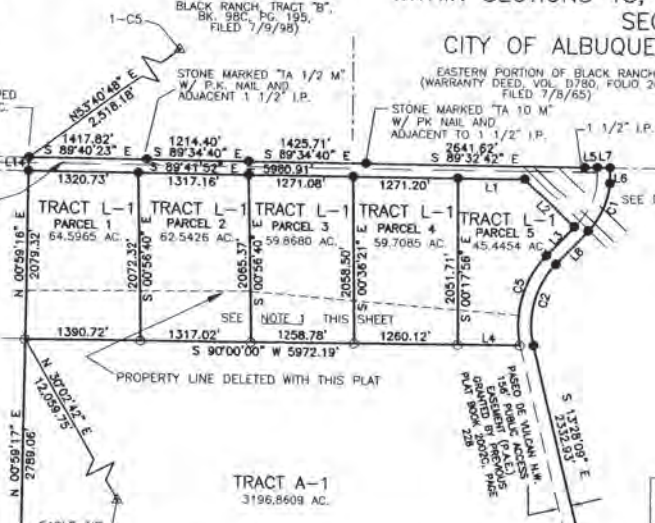 BLACK RANCH, TRACT "B",
BK. 98C, PG. 195,
FILED 7/9/98)
1-C5
CITY OF ALBUQUE
STONE MARKED "TA 1/2 M"
W/ P.K. NAIL AND
ADJACENT 1 1/2" I.P.
EASTERN PORTION OF BLACK RANCH
(WARRANTY DEED, VOL. D780, FOLIO 20
FILED 7/8/65)
STONE MARKED "TA 10 M"
W/ PK NAIL AND
ADJACENT TO 1 1/2" I.P.
1 1/2" I.P.
N53°40'48" E
2,518.18'
1417.82'
S 89°40'23" E
1214.40'
S 89°34'40" E
1425.71'
S 89°34'40" E
2641.62'
S 89°32'42" E
L5 L7
L14
S 89°41'52" E
5980.91'
1320.73'
1317.16'
1271.08'
1271.20'
L1
L6
C1
L2
L3
L8
TRACT L-1
PARCEL 1
64.5965 AC.
TRACT L-1
PARCEL 2
62.5426 AC.
TRACT L-1
PARCEL 3
59.8680 AC.
TRACT L-1
PARCEL 4
59.7085 AC.
TRACT L-1
PARCEL 5
45.4454 AC.
N 00°59'16" E
2079.32'
2072.32'
S 00°56'40" E
2065.37'
S 00°56'40" E
2058.50'
S 00°36'21" E
2051.71'
S 00°17'56" E
C5
C2
SEE NOTE 1 THIS SHEET
1390.72'
1317.02'
1258.78'
1260.12'
L4
S 90°00'00" W 5972.19'
PROPERTY LINE DELETED WITH THIS PLAT
N 30°02'42" E
12,059.75'
N 00°59'17" E
2789.06'
PASEO DE VULCAN N.W.
156' PUBLIC ACCESS
EASEMENT (P.A.E.)
GRANTED BY PREVIOUS
PLAT BOOK 2002C, PAGE
228
S 13°28'09" E
2332.93'
TRACT A-1
3196.8609 AC.